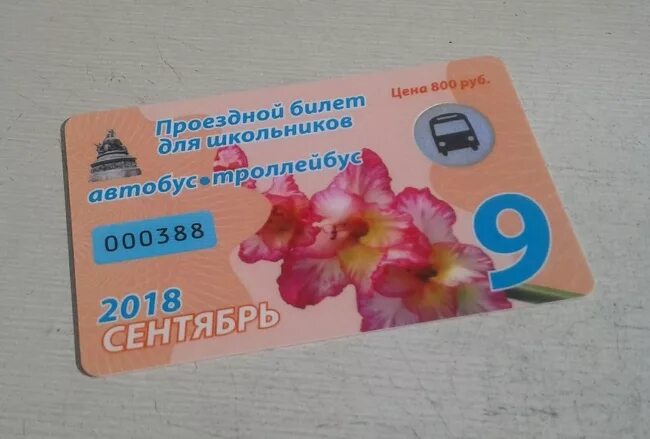 Цена 800 руб.
Проездной билет
для школьников
автобус•троллейбус
000388
9
2018
СЕНТЯБРЬ